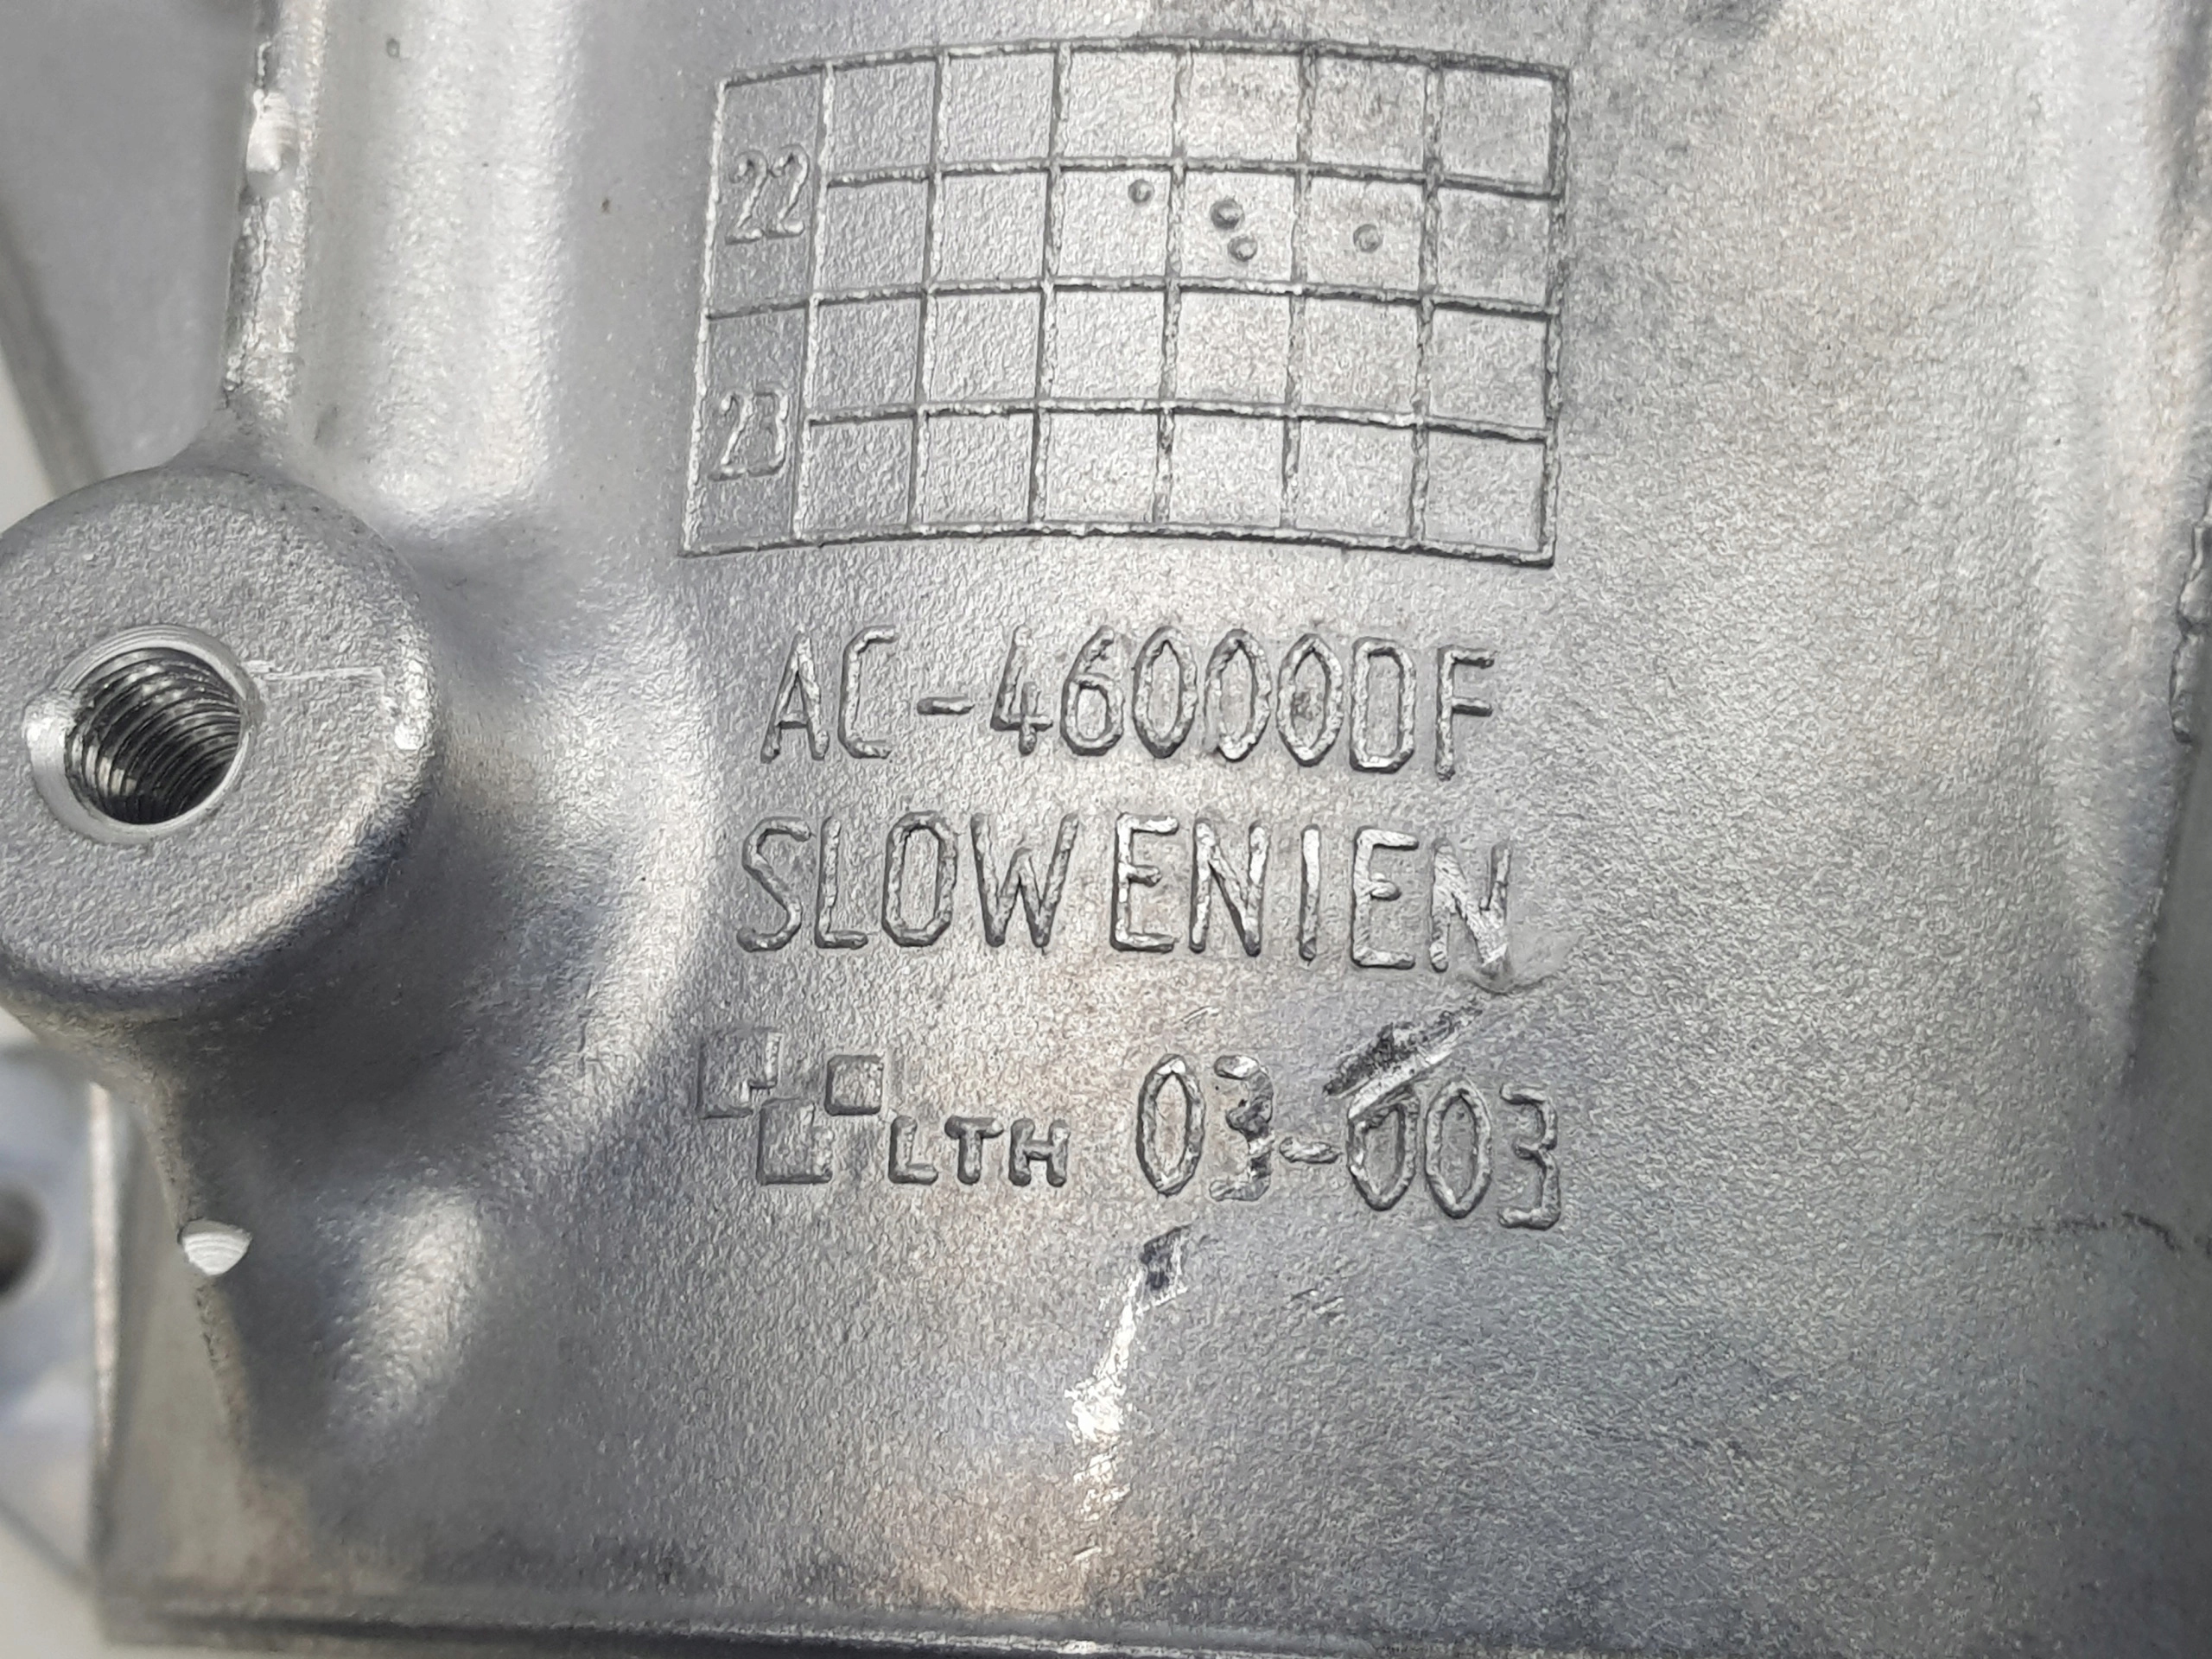 22
23
AC-46000DF
SLOWENIEN
LTH 03-003